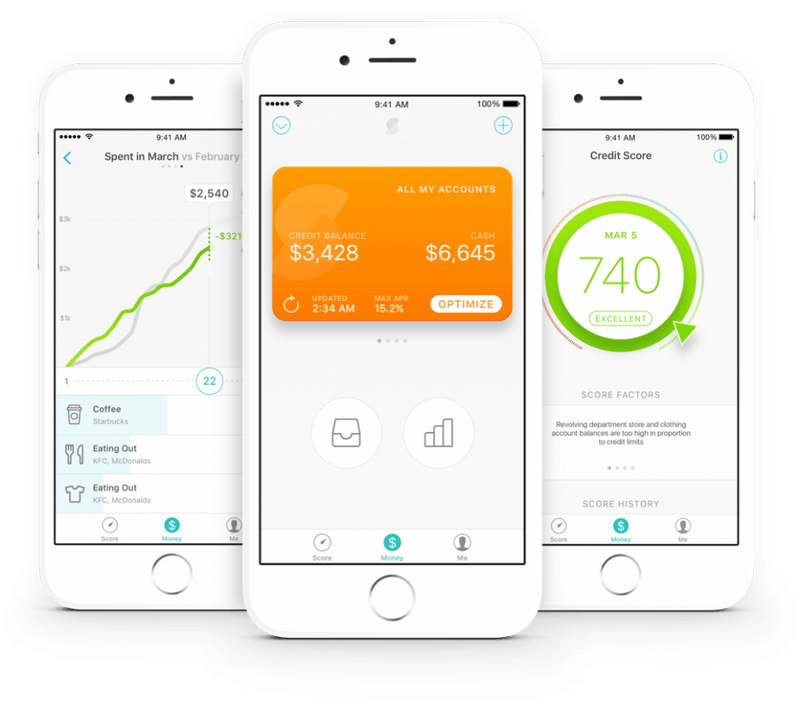 9:41 AM
Spent in March vs February
$2,540
$3k
-$321
$2k
$1k
1
22
Coffee
Starbucks
Eating Out
KFC, McDonalds
Eating Out
KFC, McDonalds
Score
Money
Me
9:41 AM
100%
ALL MY ACCOUNTS
CREDIT BALANCE
CASH
$3,428
$6,645
UPDATED
MAX APR
2:34 AM
15.2%
OPTIMIZE
$
Score
Money
Me
9:41 AM
100%
Credit Score
MAR 5
740
EXCELLENT
SCORE FACTORS
Revolving department store and clothing
account balances are too high in proportion
to credit limits
SCORE HISTORY
Score
Money
Me